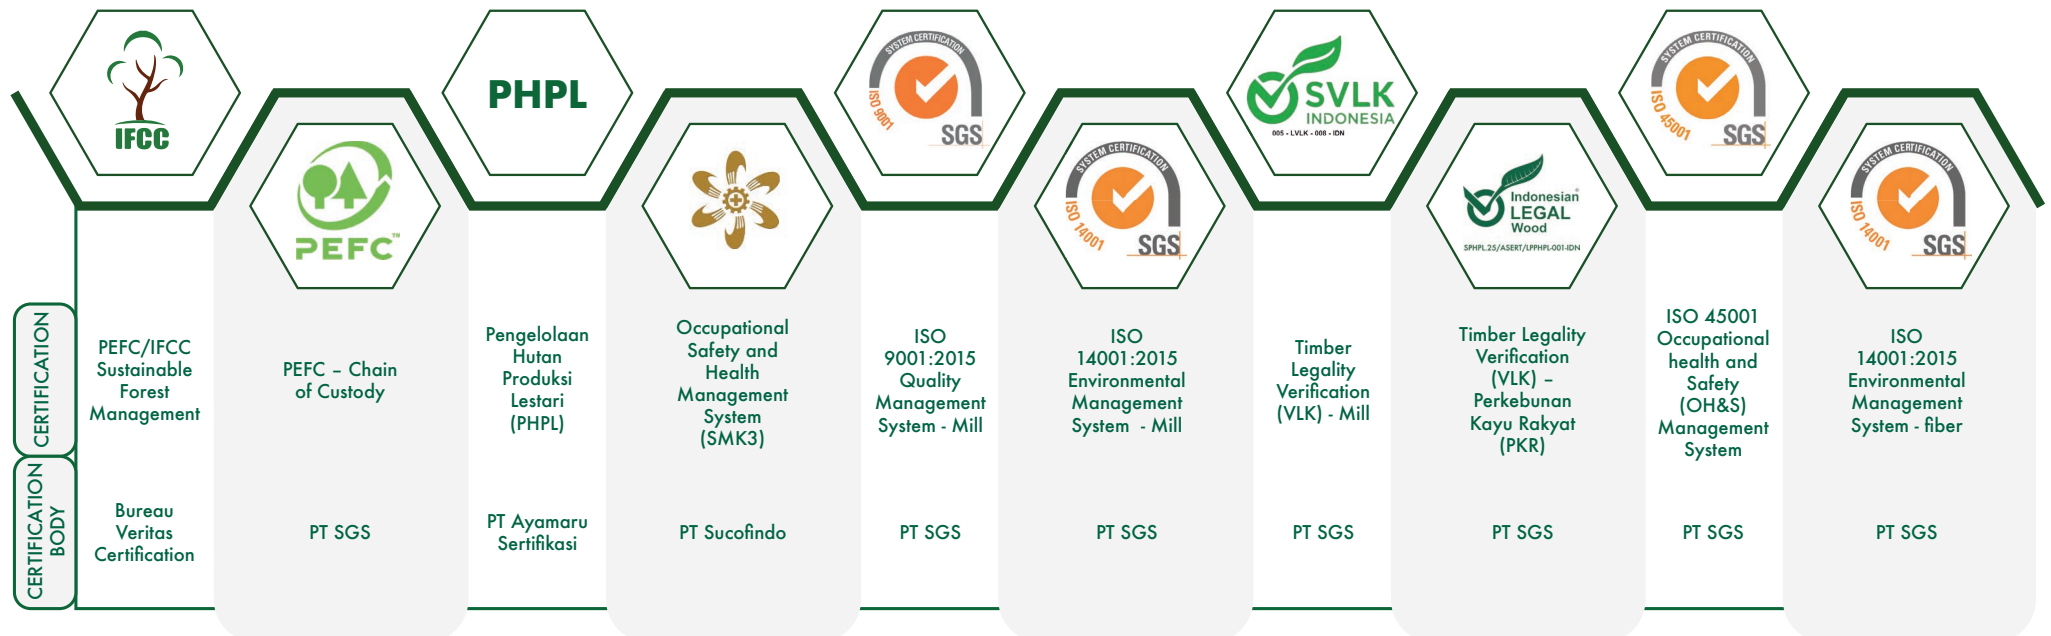 IFCC
PEFC™
PHPL
SYSTEM CERTIFICATION
ISO 9001
SGS
SYSTEM CERTIFICATION
ISO 14001
SGS
SVLK
INDONESIA
005 - LVLK - 008 - IDN
Indonesian®
LEGAL
Wood
SPHPL.25/ASERT/LPPHPL-001-IDN
SYSTEM CERTIFICATION
ISO 45001
SGS
SYSTEM CERTIFICATION
ISO 14001
SGS
CERTIFICATION
PEFC/IFCC
Sustainable
Forest
Management
PEFC – Chain
of Custody
Pengelolaan
Hutan
Produksi
Lestari
(PHPL)
Occupational
Safety and
Health
Management
System
(SMK3)
ISO
9001:2015
Quality
Management
System - Mill
ISO
14001:2015
Environmental
Management
System - Mill
Timber
Legality
Verification
(VLK) - Mill
Timber Legality
Verification
(VLK) –
Perkebunan
Kayu Rakyat
(PKR)
ISO 45001
Occupational
health and
Safety
(OH&S)
Management
System
ISO
14001:2015
Environmental
Management
System - fiber
CERTIFICATION
BODY
Bureau
Veritas
Certification
PT SGS
PT Ayamaru
Sertifikasi
PT Sucofindo
PT SGS
PT SGS
PT SGS
PT SGS
PT SGS
PT SGS